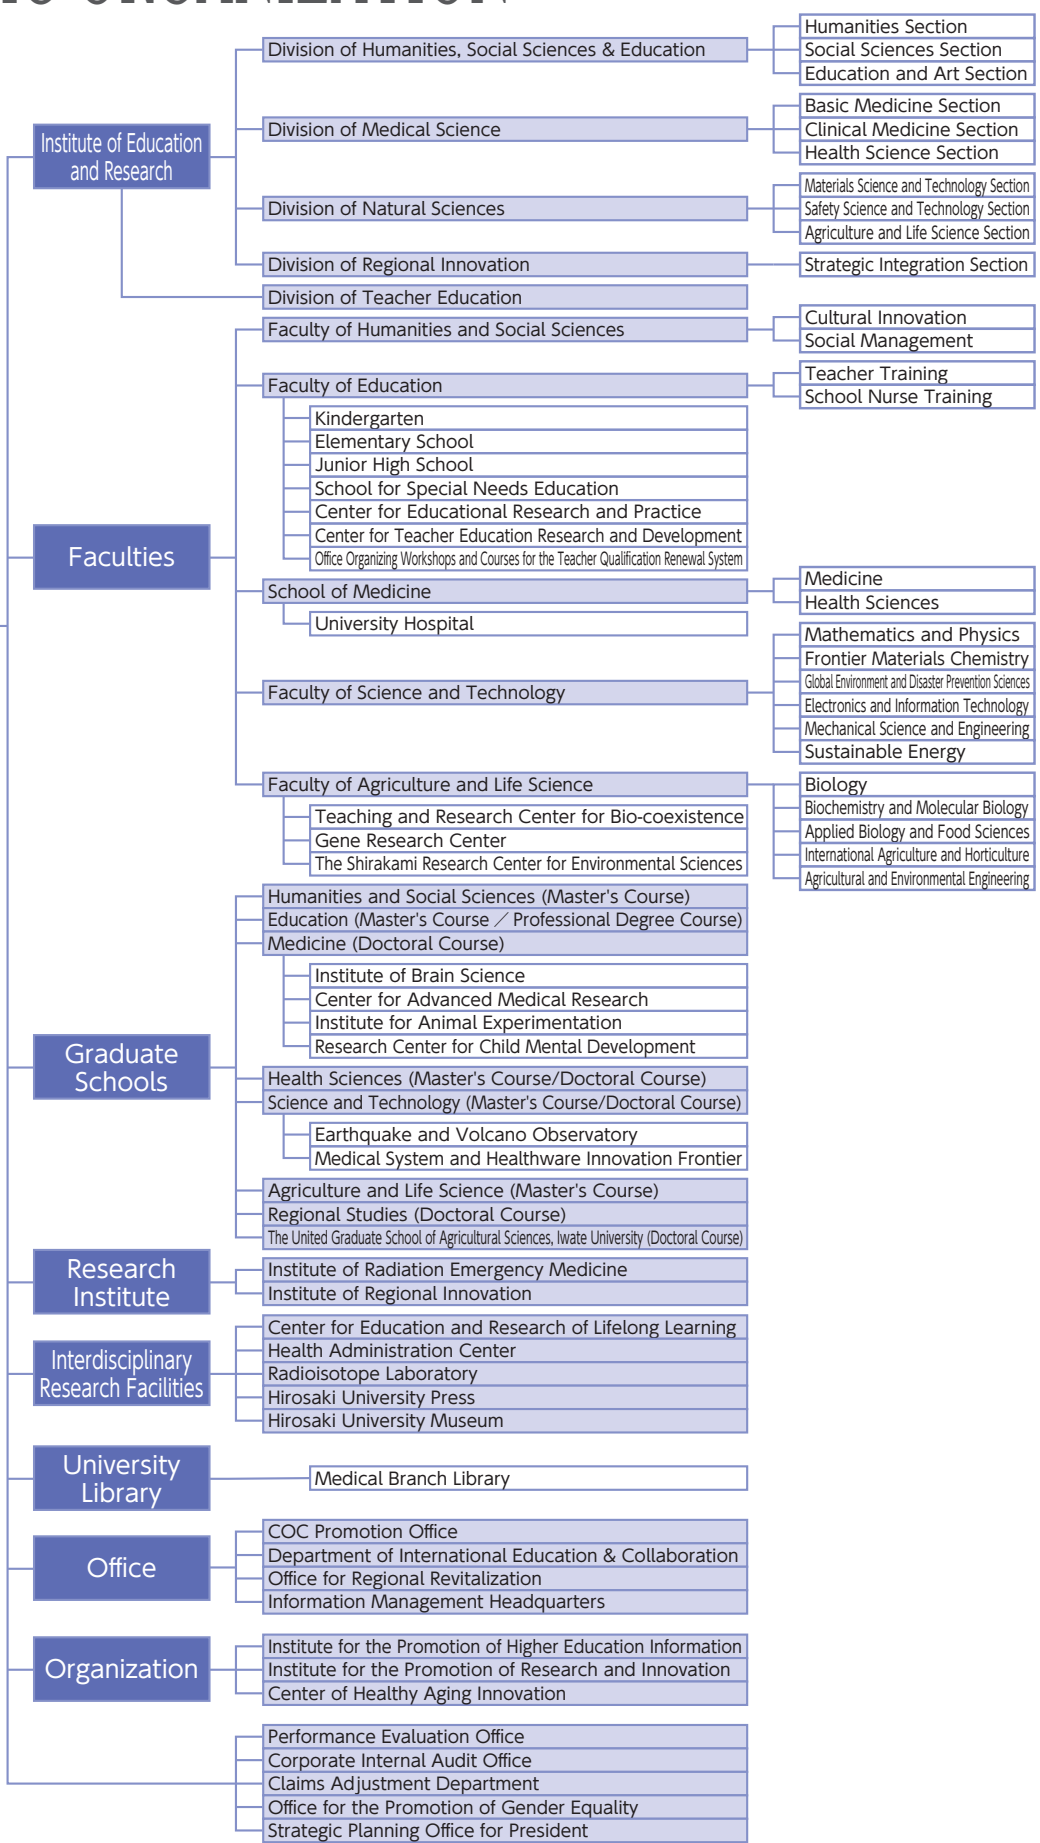 Institute of Education
and Research
Division of Humanities, Social Sciences & Education
Humanities Section
Social Sciences Section
Education and Art Section
Division of Medical Science
Basic Medicine Section
Clinical Medicine Section
Health Science Section
Division of Natural Sciences
Materials Science and Technology Section
Safety Science and Technology Section
Agriculture and Life Science Section
Division of Regional Innovation
Strategic Integration Section
Division of Teacher Education
Faculties
Faculty of Humanities and Social Sciences
Cultural Innovation
Social Management
Faculty of Education
Teacher Training
School Nurse Training
Kindergarten
Elementary School
Junior High School
School for Special Needs Education
Center for Educational Research and Practice
Center for Teacher Education Research and Development
Office Organizing Workshops and Courses for the Teacher Qualification Renewal System
School of Medicine
Medicine
Health Sciences
University Hospital
Faculty of Science and Technology
Mathematics and Physics
Frontier Materials Chemistry
Global Environment and Disaster Prevention Sciences
Electronics and Information Technology
Mechanical Science and Engineering
Sustainable Energy
Faculty of Agriculture and Life Science
Biology
Biochemistry and Molecular Biology
Applied Biology and Food Sciences
International Agriculture and Horticulture
Agricultural and Environmental Engineering
Teaching and Research Center for Bio-coexistence
Gene Research Center
The Shirakami Research Center for Environmental Sciences
Graduate
Schools
Humanities and Social Sciences (Master's Course)
Education (Master's Course ／ Professional Degree Course)
Medicine (Doctoral Course)
Institute of Brain Science
Center for Advanced Medical Research
Institute for Animal Experimentation
Research Center for Child Mental Development
Health Sciences (Master's Course/Doctoral Course)
Science and Technology (Master's Course/Doctoral Course)
Earthquake and Volcano Observatory
Medical System and Healthware Innovation Frontier
Agriculture and Life Science (Master's Course)
Regional Studies (Doctoral Course)
The United Graduate School of Agricultural Sciences, Iwate University (Doctoral Course)
Research
Institute
Institute of Radiation Emergency Medicine
Institute of Regional Innovation
Interdisciplinary
Research Facilities
Center for Education and Research of Lifelong Learning
Health Administration Center
Radioisotope Laboratory
Hirosaki University Press
Hirosaki University Museum
University
Library
Medical Branch Library
Office
COC Promotion Office
Department of International Education & Collaboration
Office for Regional Revitalization
Information Management Headquarters
Organization
Institute for the Promotion of Higher Education Information
Institute for the Promotion of Research and Innovation
Center of Healthy Aging Innovation
Performance Evaluation Office
Corporate Internal Audit Office
Claims Adjustment Department
Office for the Promotion of Gender Equality
Strategic Planning Office for President